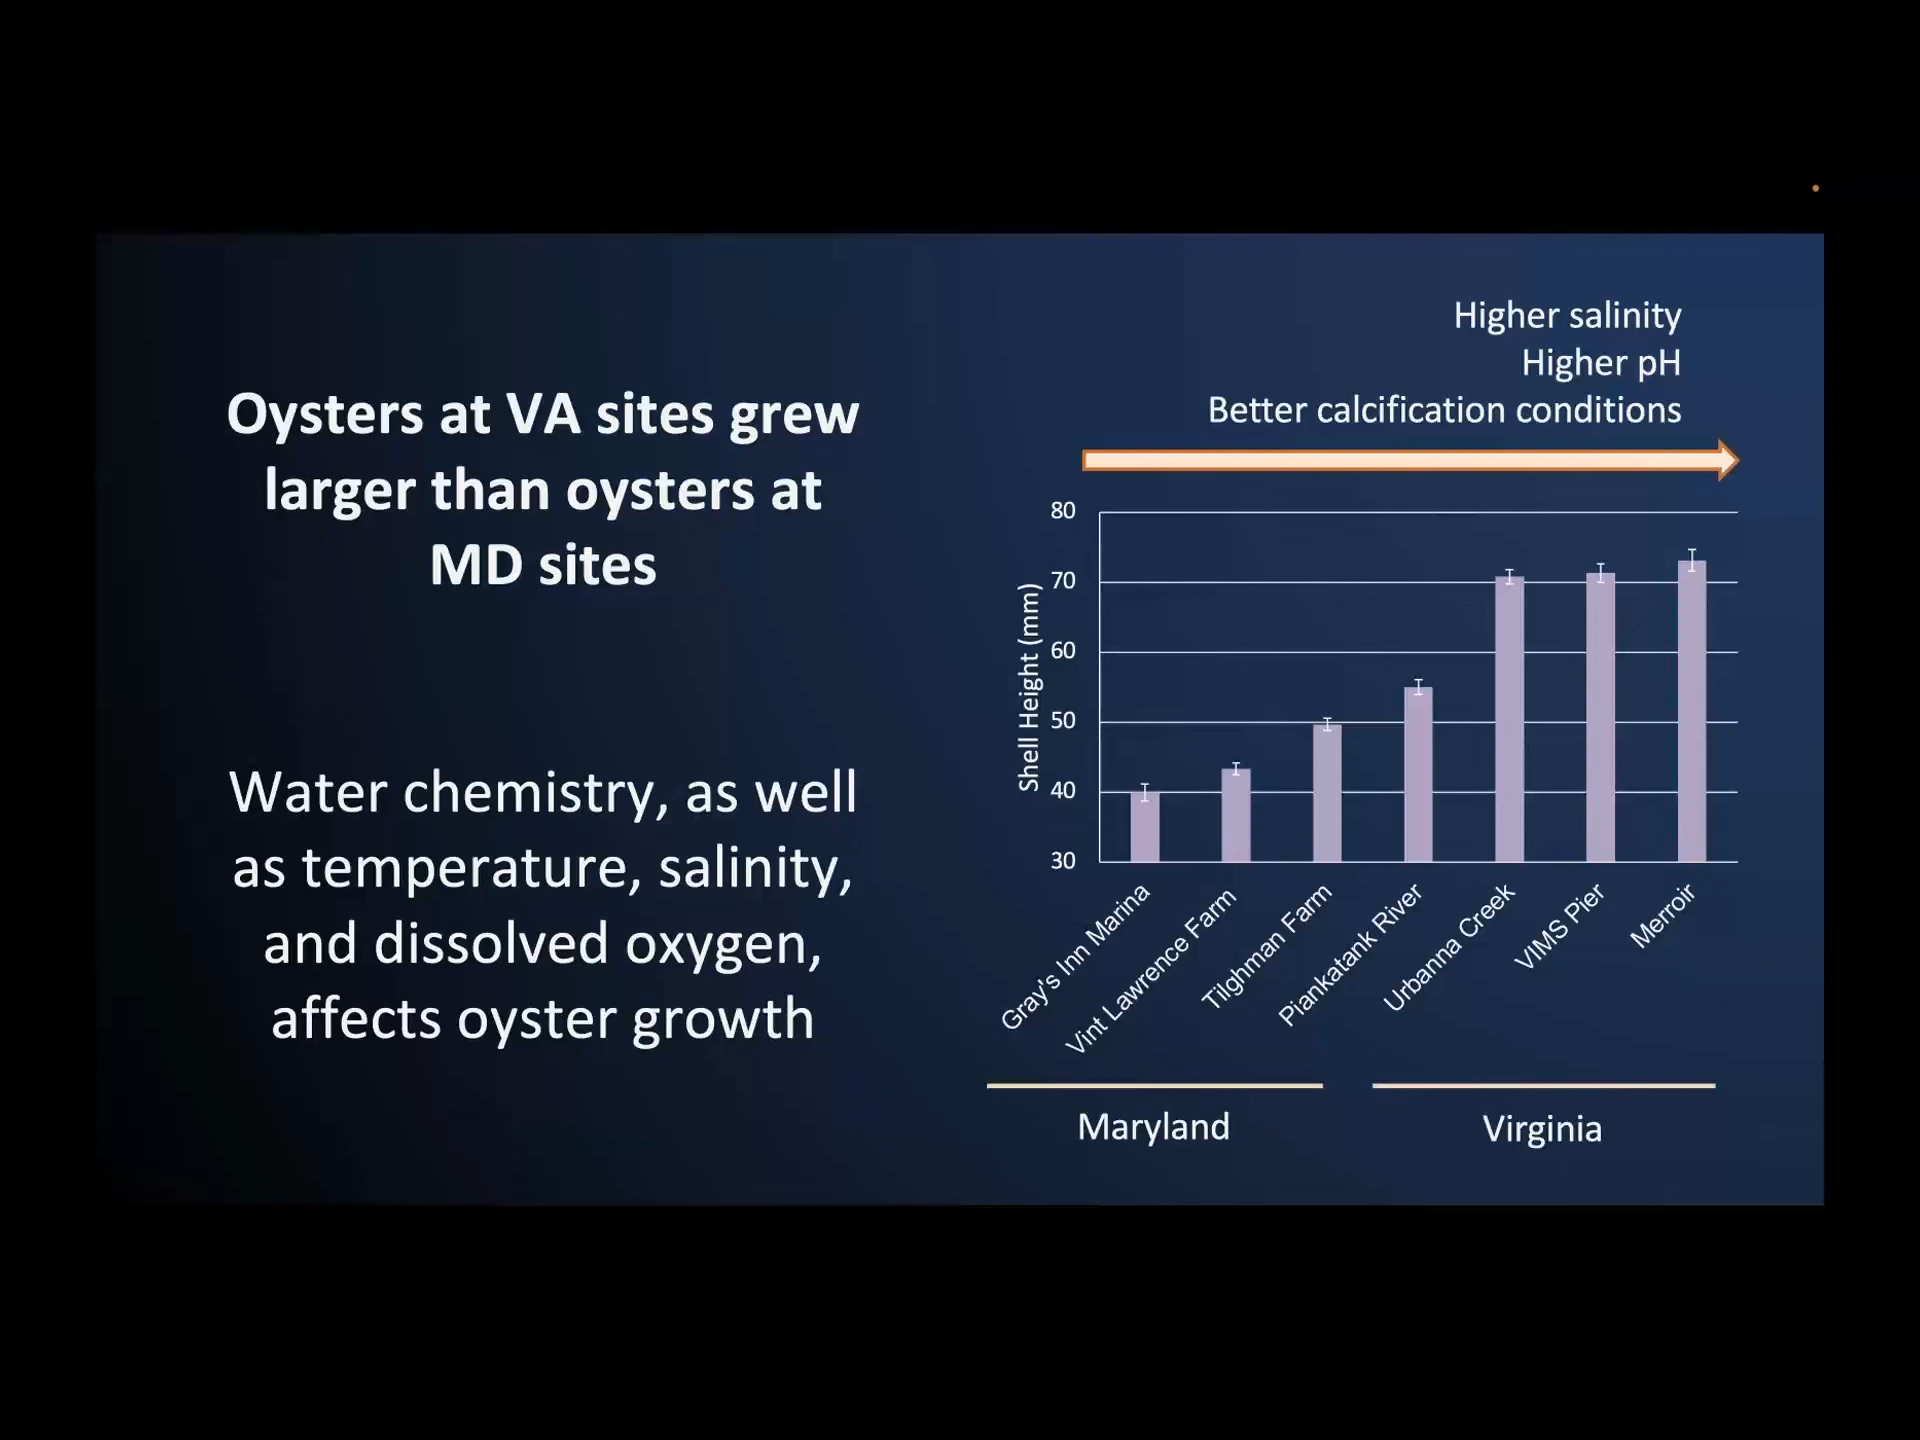 Oysters at VA sites grew
larger than oysters at
MD sites
Water chemistry, as well
as temperature, salinity,
and dissolved oxygen,
affects oyster growth
Higher salinity
Higher pH
Better calcification conditions
Shell Height (mm)
80
70
60
50
40
30
Gray's Inn Marina
Vint Lawrence Farm
Tilghman Farm
Piankatank River
Urbanna Creek
VIMS Pier
Merroir
Maryland
Virginia